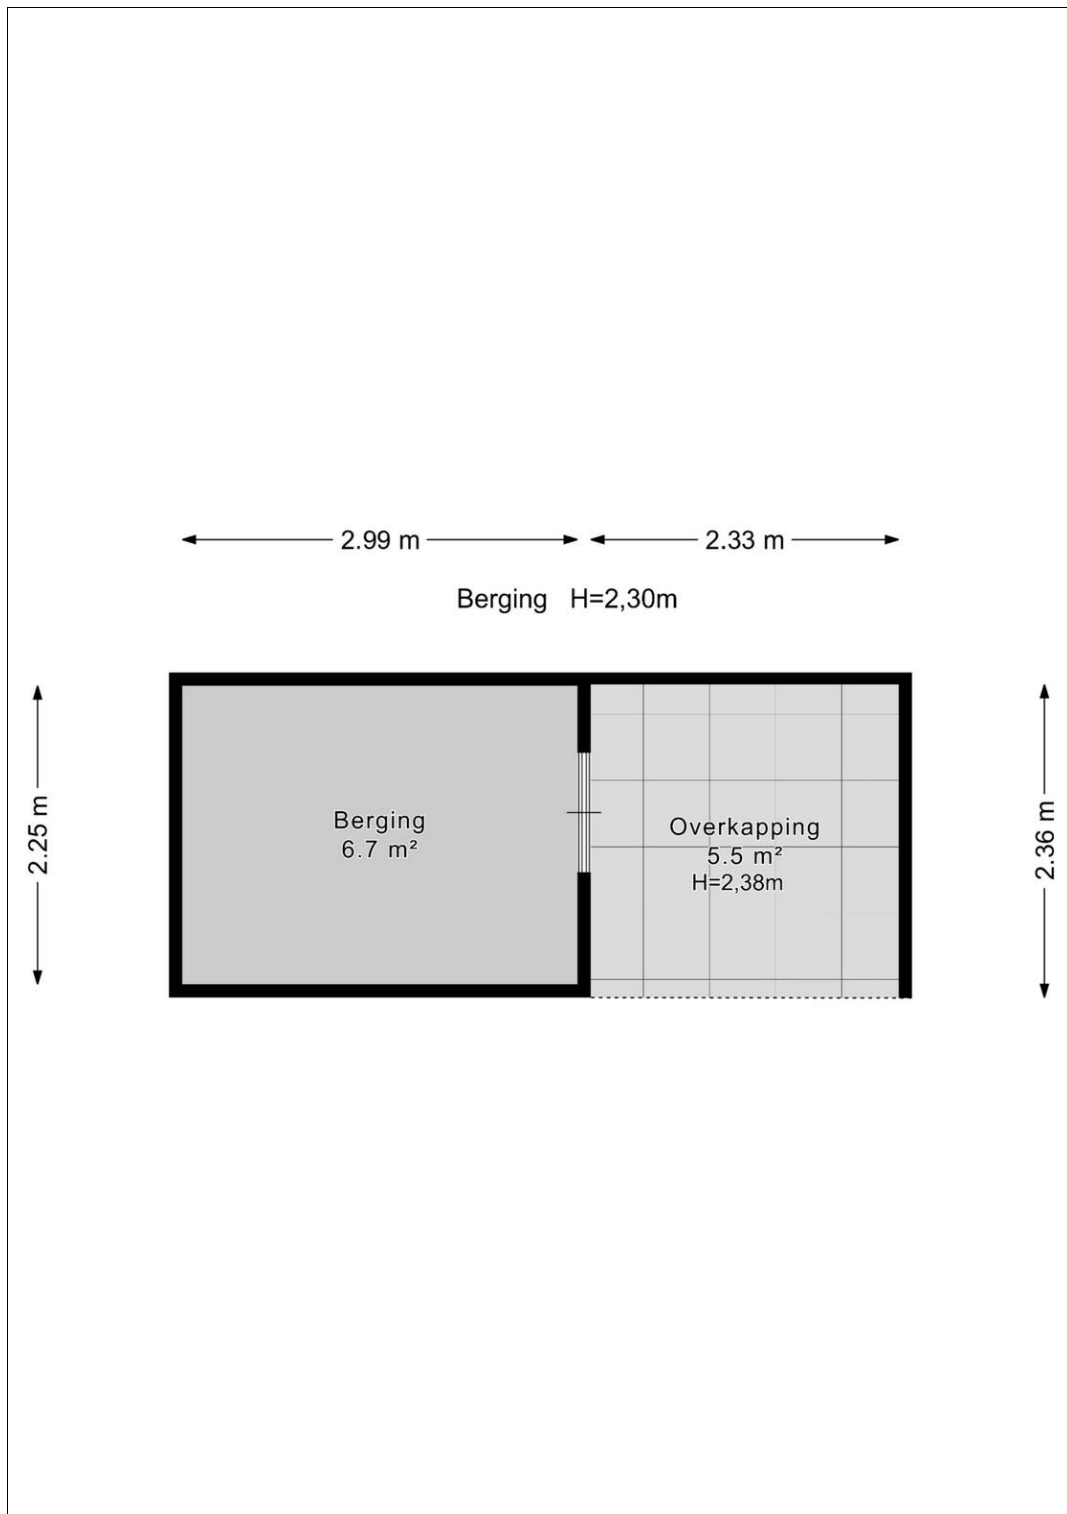 2.99 m
2.33 m
Berging H=2,30m
2.25 m
Berging
6.7 m²
Overkapping
5.5 m²
H=2,38m
2.36 m